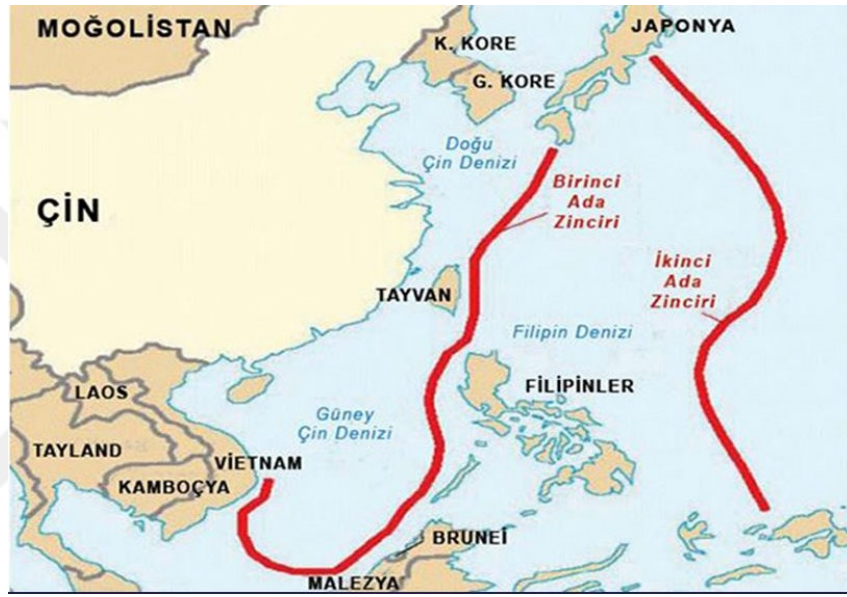 MOĞOLİSTAN
JAPONYA
K. KORE
G. KORE
Doğu
Çin Denizi
Birinci
Ada
Zinciri
ÇİN
İkinci
Ada
Zinciri
TAYVAN
Filipin Denizi
FİLİPİNLER
LAOS
Güney
Çin Denizi
TAYLAND
VİETNAM
KAMBOÇYA
BRUNEİ
MALEZYA